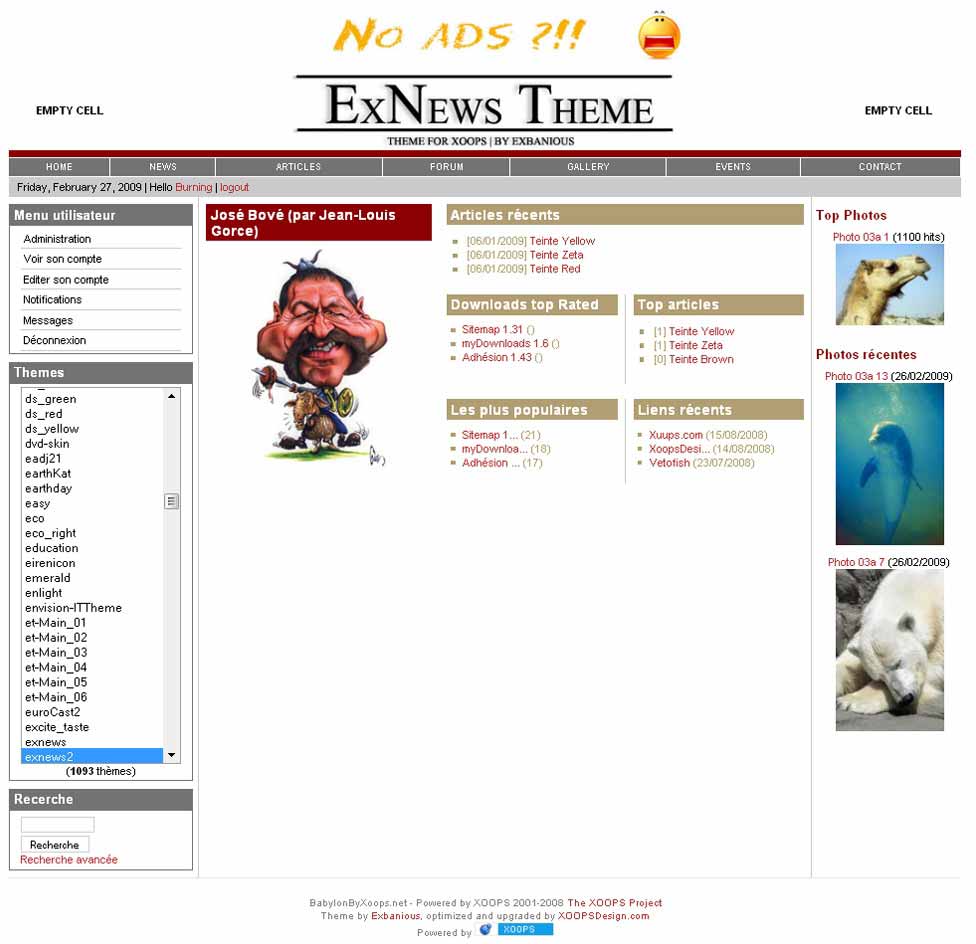 No ADS ?!!
EMPTY CELL
ExNews Theme
THEME FOR XOOPS | BY EXBANIOUS
EMPTY CELL
HOME NEWS ARTICLES FORUM GALLERY EVENTS CONTACT
Friday, February 27, 2009 | Hello Burning | logout
Menu utilisateur
Administration
Voir son compte
Editer son compte
Notifications
Messages
Déconnexion
Themes
ds_green
ds_red
ds_yellow
dvd-skin
eadj21
earthKat
earthday
easy
eco
eco_right
education
eirenicon
emerald
enlight
envision-ITTheme
et-Main_01
et-Main_02
et-Main_03
et-Main_04
et-Main_05
et-Main_06
euroCast2
excite_taste
exnews
exnews2
(1093 thèmes)
Recerche
Recherche
Recherche avancée
José Bové (par Jean-Louis
Gorce)
Articles récents
[06/01/2009] Teinte Yellow
[06/01/2009] Teinte Zeta
[06/01/2009] Teinte Red
Downloads top Rated
Sitemap 1.31 ()
myDownloads 1.6 ()
Adhésion 1.43 ()
Top articles
[1] Teinte Yellow
[1] Teinte Zeta
[0] Teinte Brown
Les plus populaires
Sitemap 1... (21)
myDownloa... (18)
Adhésion ... (17)
Liens récents
Xuups.com (15/08/2008)
XoopsDesi... (14/08/2008)
Vetofish (23/07/2008)
Top Photos
Photo 03a 1 (1100 hits)
Photos récentes
Photo 03a 13 (26/02/2009)
Photo 03a 7 (26/02/2009)
BabylonByXoops.net - Powered by XOOPS 2001-2008 The XOOPS Project
Theme by Exbanious, optimized and upgraded by XOOPSDesign.com
Powered by XOOPS